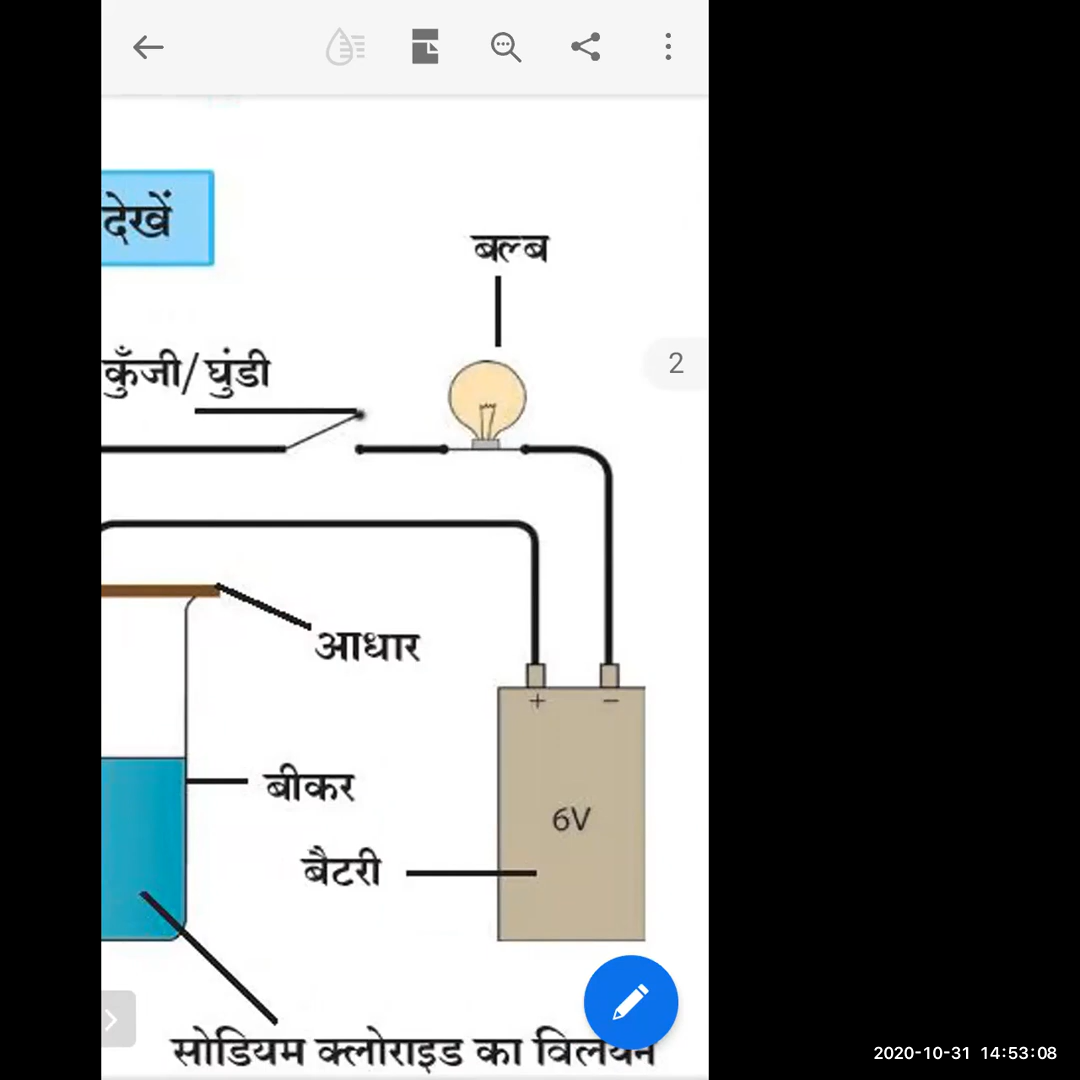 देखें
बल्ब
2
कुँजी/घुंडी
आधार
+ −
बीकर
6V
बैटरी
सोडियम क्लोराइड का विलयन
2020-10-31 14:53:08